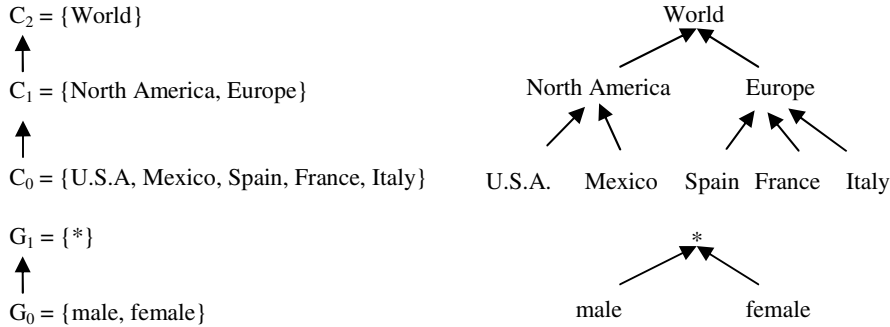 C₂ = {World} World
C₁ = {North America, Europe} North America Europe
C₀ = {U.S.A, Mexico, Spain, France, Italy} U.S.A. Mexico Spain France Italy
G₁ = {*} *
G₀ = {male, female} male female